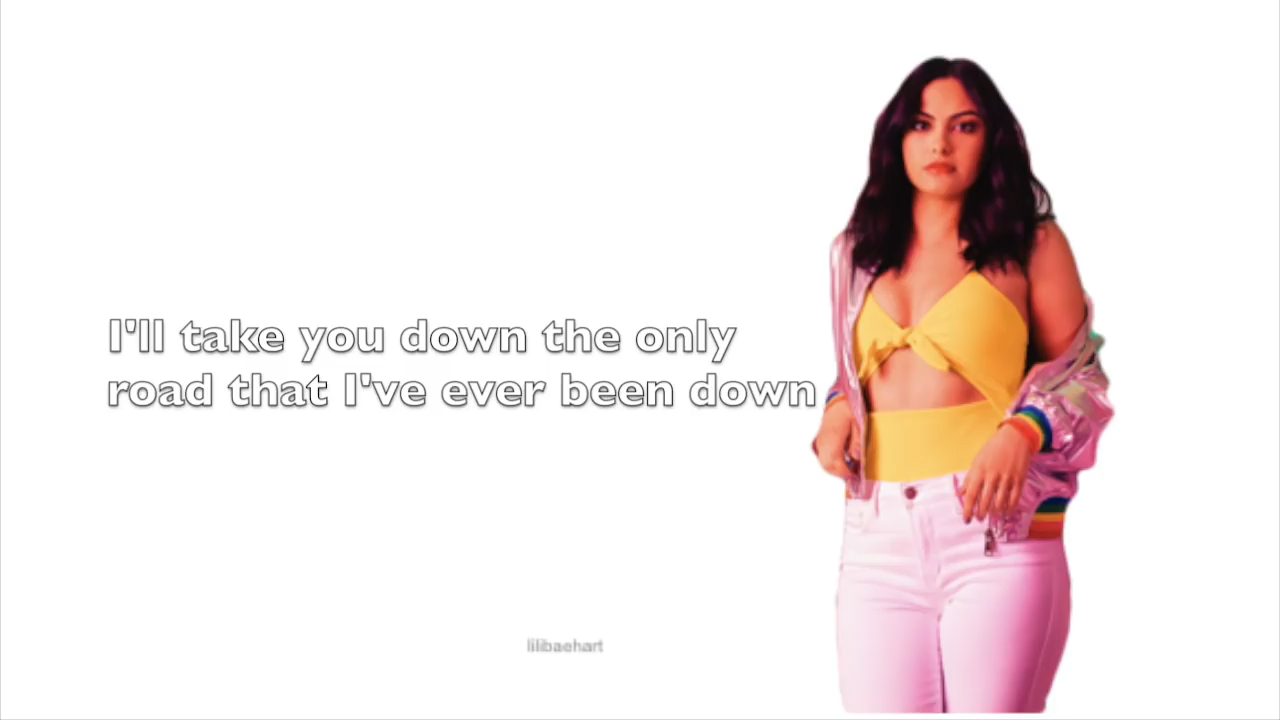 I'll take you down the only
road that I've ever been down
lilibaehart